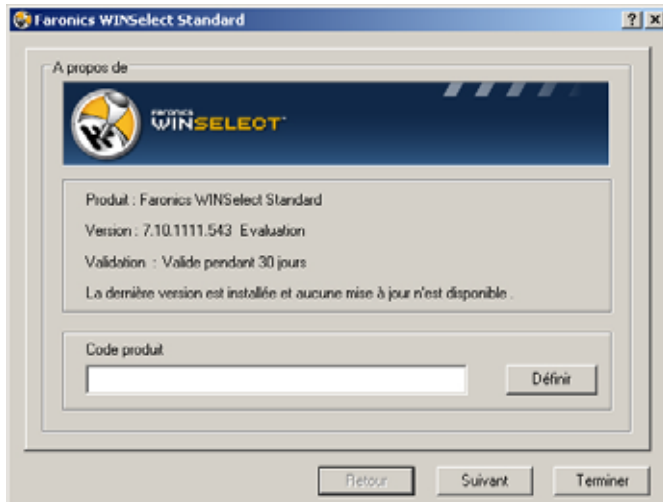 Faronics WINSelect Standard
A propos de
FARONICS
WINSELECT
Produit : Faronics WINSelect Standard
Version : 7.10.1111.543 Evaluation
Validation : Valide pendant 30 jours
La dernière version est installée et aucune mise à jour n'est disponible .
Code produit
Définir
Retour
Suivant
Terminer